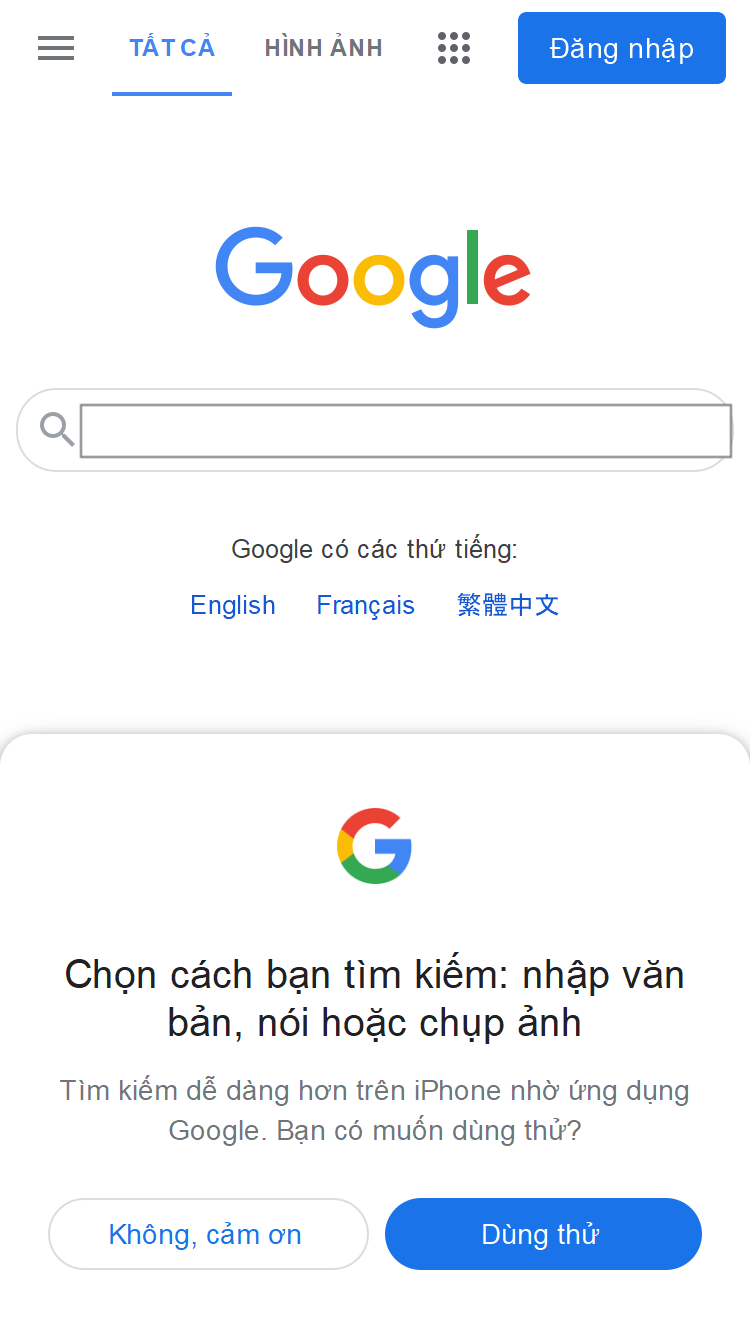 TẤT CẢ HÌNH ẢNH Đăng nhập
Google
Google có các thứ tiếng:
English Français 繁體中文
Chọn cách bạn tìm kiếm: nhập văn
bản, nói hoặc chụp ảnh
Tìm kiếm dễ dàng hơn trên iPhone nhờ ứng dụng
Google. Bạn có muốn dùng thử?
Không, cảm ơn Dùng thử